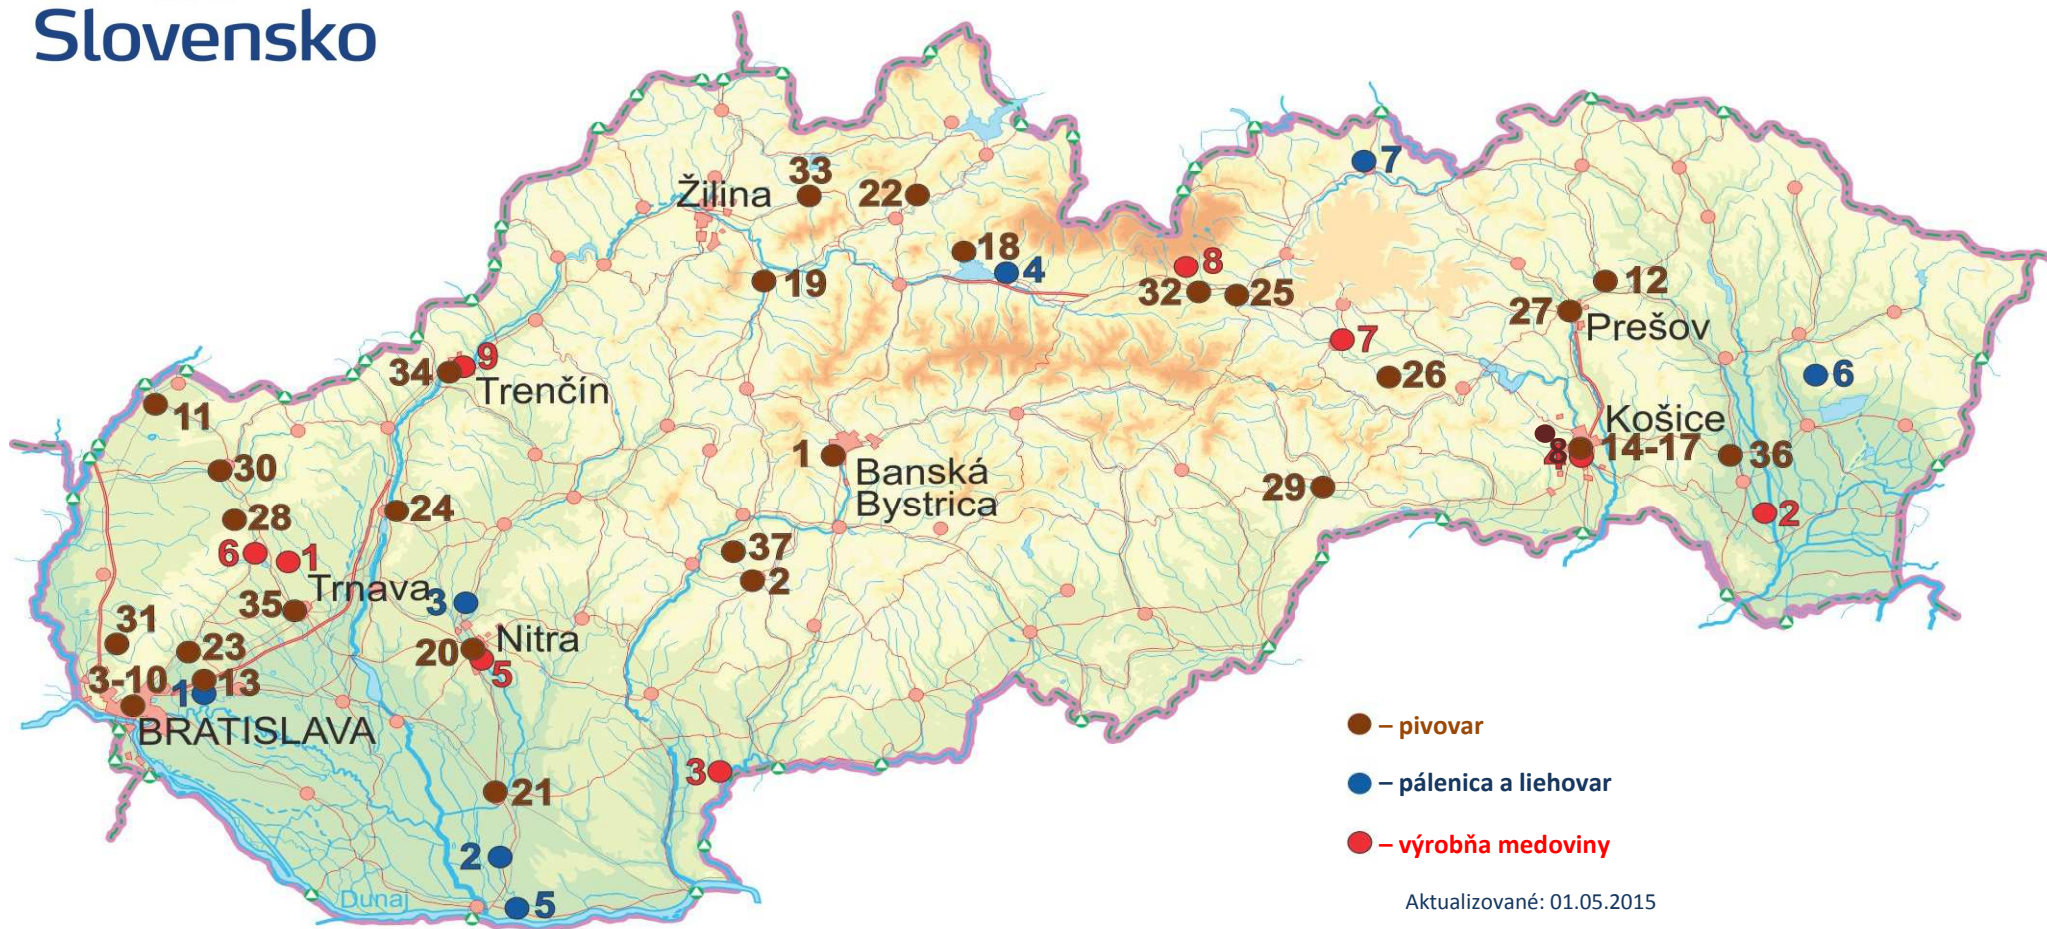 Slovensko
33
Žilina
22
7
18
4
8
19
32
25
12
27
Prešov
7
9
34
Trenčín
26
6
11
Košice
1
14-17
36
Banská
Bystrica
30
29
24
28
2
6
1
37
Trnava
2
3
35
31
23
20
Nitra
5
3-10
1
13
BRATISLAVA
3
21
2
Dunaj
5
– pivovar
– pálenica a liehovar
– výrobňa medoviny
Aktualizované: 01.05.2015